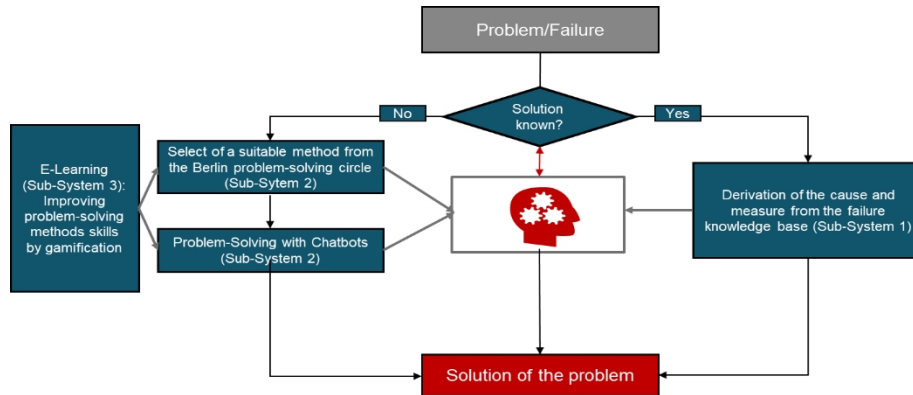 Problem/Failure
Solution
known?
No
Yes
E-Learning
(Sub-System 3):
Improving
problem-solving
methods skills
by gamification
Select of a suitable method from
the Berlin problem-solving circle
(Sub-Sytem 2)
Problem-Solving with Chatbots
(Sub-System 2)
Derivation of the cause and
measure from the failure
knowledge base (Sub-System 1)
Solution of the problem